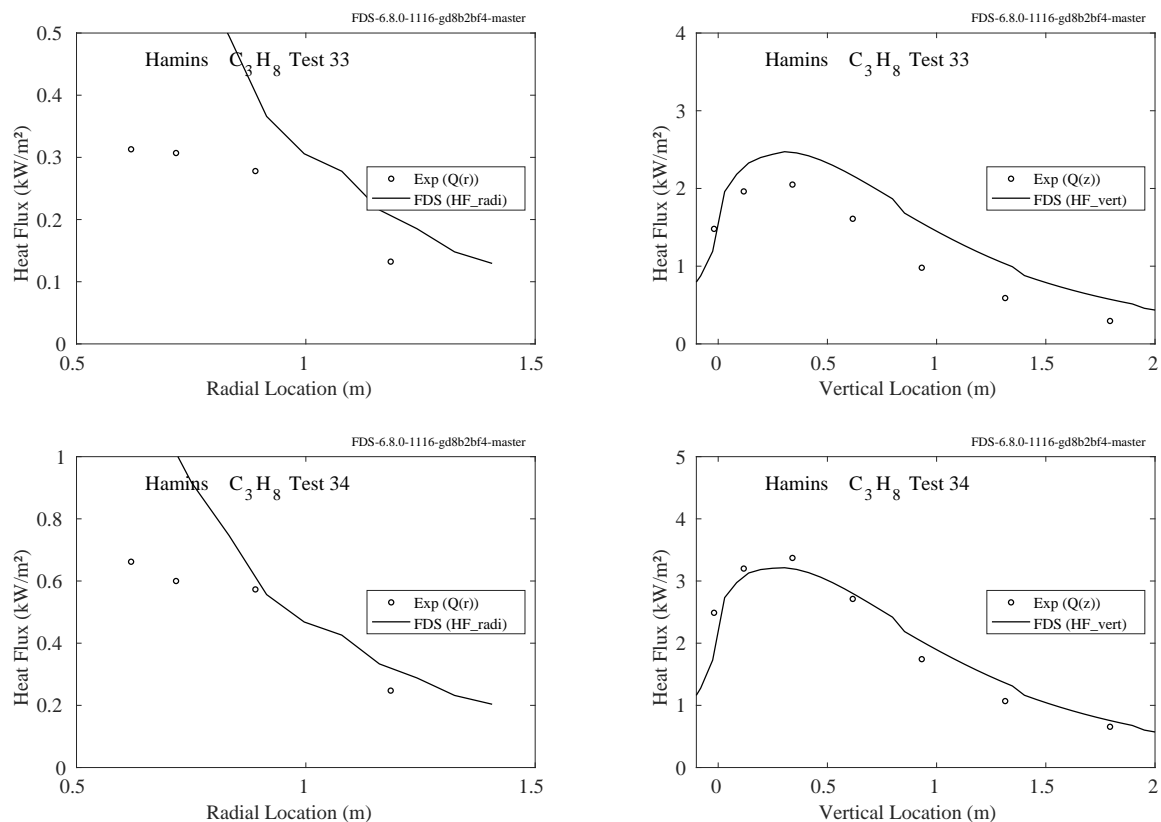 FDS-6.8.0-1116-gd8b2bf4-master
Hamins C3H8 Test 33
Heat Flux (kW/m²)
0.5
0.4
0.3
0.2
0.1
0
Exp (Q(r))
FDS (HF_radi)
0.5 1 1.5
Radial Location (m)
FDS-6.8.0-1116-gd8b2bf4-master
Hamins C3H8 Test 33
Heat Flux (kW/m²)
4
3
2
1
0
Exp (Q(z))
FDS (HF_vert)
0 0.5 1 1.5 2
Vertical Location (m)
FDS-6.8.0-1116-gd8b2bf4-master
Hamins C3H8 Test 34
Heat Flux (kW/m²)
1
0.8
0.6
0.4
0.2
0
Exp (Q(r))
FDS (HF_radi)
0.5 1 1.5
Radial Location (m)
FDS-6.8.0-1116-gd8b2bf4-master
Hamins C3H8 Test 34
Heat Flux (kW/m²)
5
4
3
2
1
0
Exp (Q(z))
FDS (HF_vert)
0 0.5 1 1.5 2
Vertical Location (m)